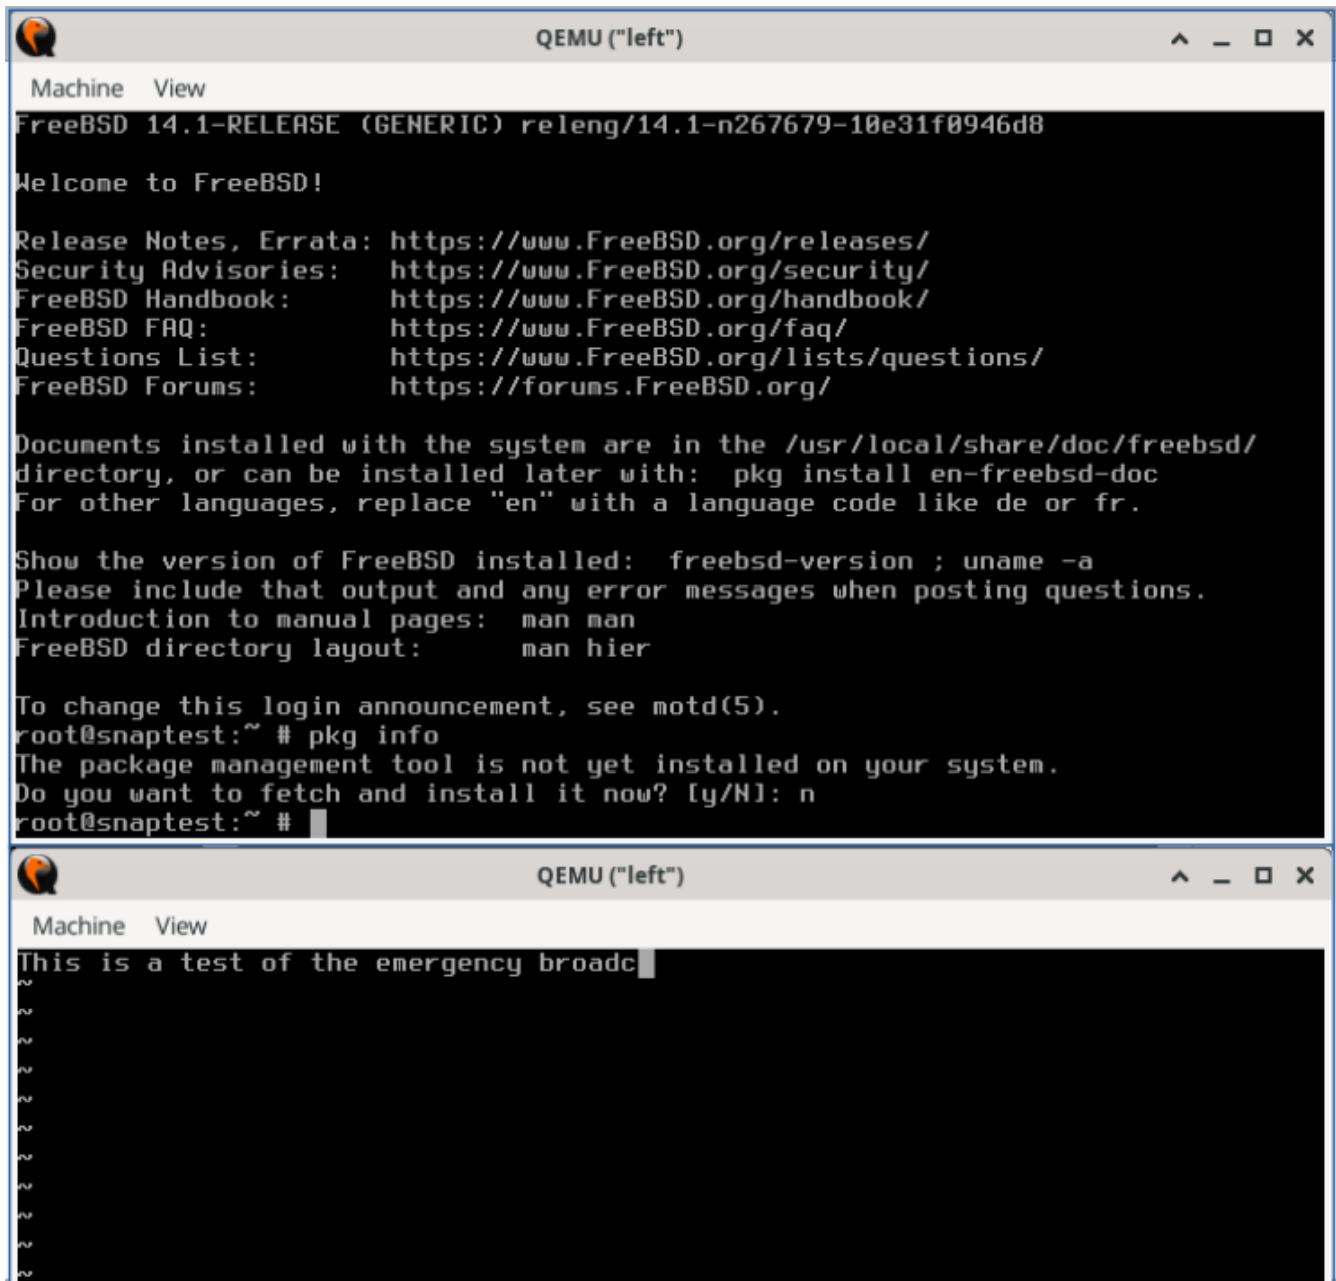 QEMU ("left")
Machine View
FreeBSD 14.1-RELEASE (GENERIC) releng/14.1-n267679-10e31f0946d8
Welcome to FreeBSD!
Release Notes, Errata: https://www.FreeBSD.org/releases/
Security Advisories:   https://www.FreeBSD.org/security/
FreeBSD Handbook:      https://www.FreeBSD.org/handbook/
FreeBSD FAQ:           https://www.FreeBSD.org/faq/
Questions List:        https://www.FreeBSD.org/lists/questions/
FreeBSD Forums:        https://forums.FreeBSD.org/
Documents installed with the system are in the /usr/local/share/doc/freebsd/
directory, or can be installed later with:  pkg install en-freebsd-doc
For other languages, replace "en" with a language code like de or fr.
Show the version of FreeBSD installed:  freebsd-version ; uname -a
Please include that output and any error messages when posting questions.
Introduction to manual pages:  man man
FreeBSD directory layout:      man hier
To change this login announcement, see motd(5).
root@snaptest:~ # pkg info
The package management tool is not yet installed on your system.
Do you want to fetch and install it now? [y/N]: n
root@snaptest:~ #
QEMU ("left")
Machine View
This is a test of the emergency broadc
~
~
~
~
~
~
~
~
~
~
~